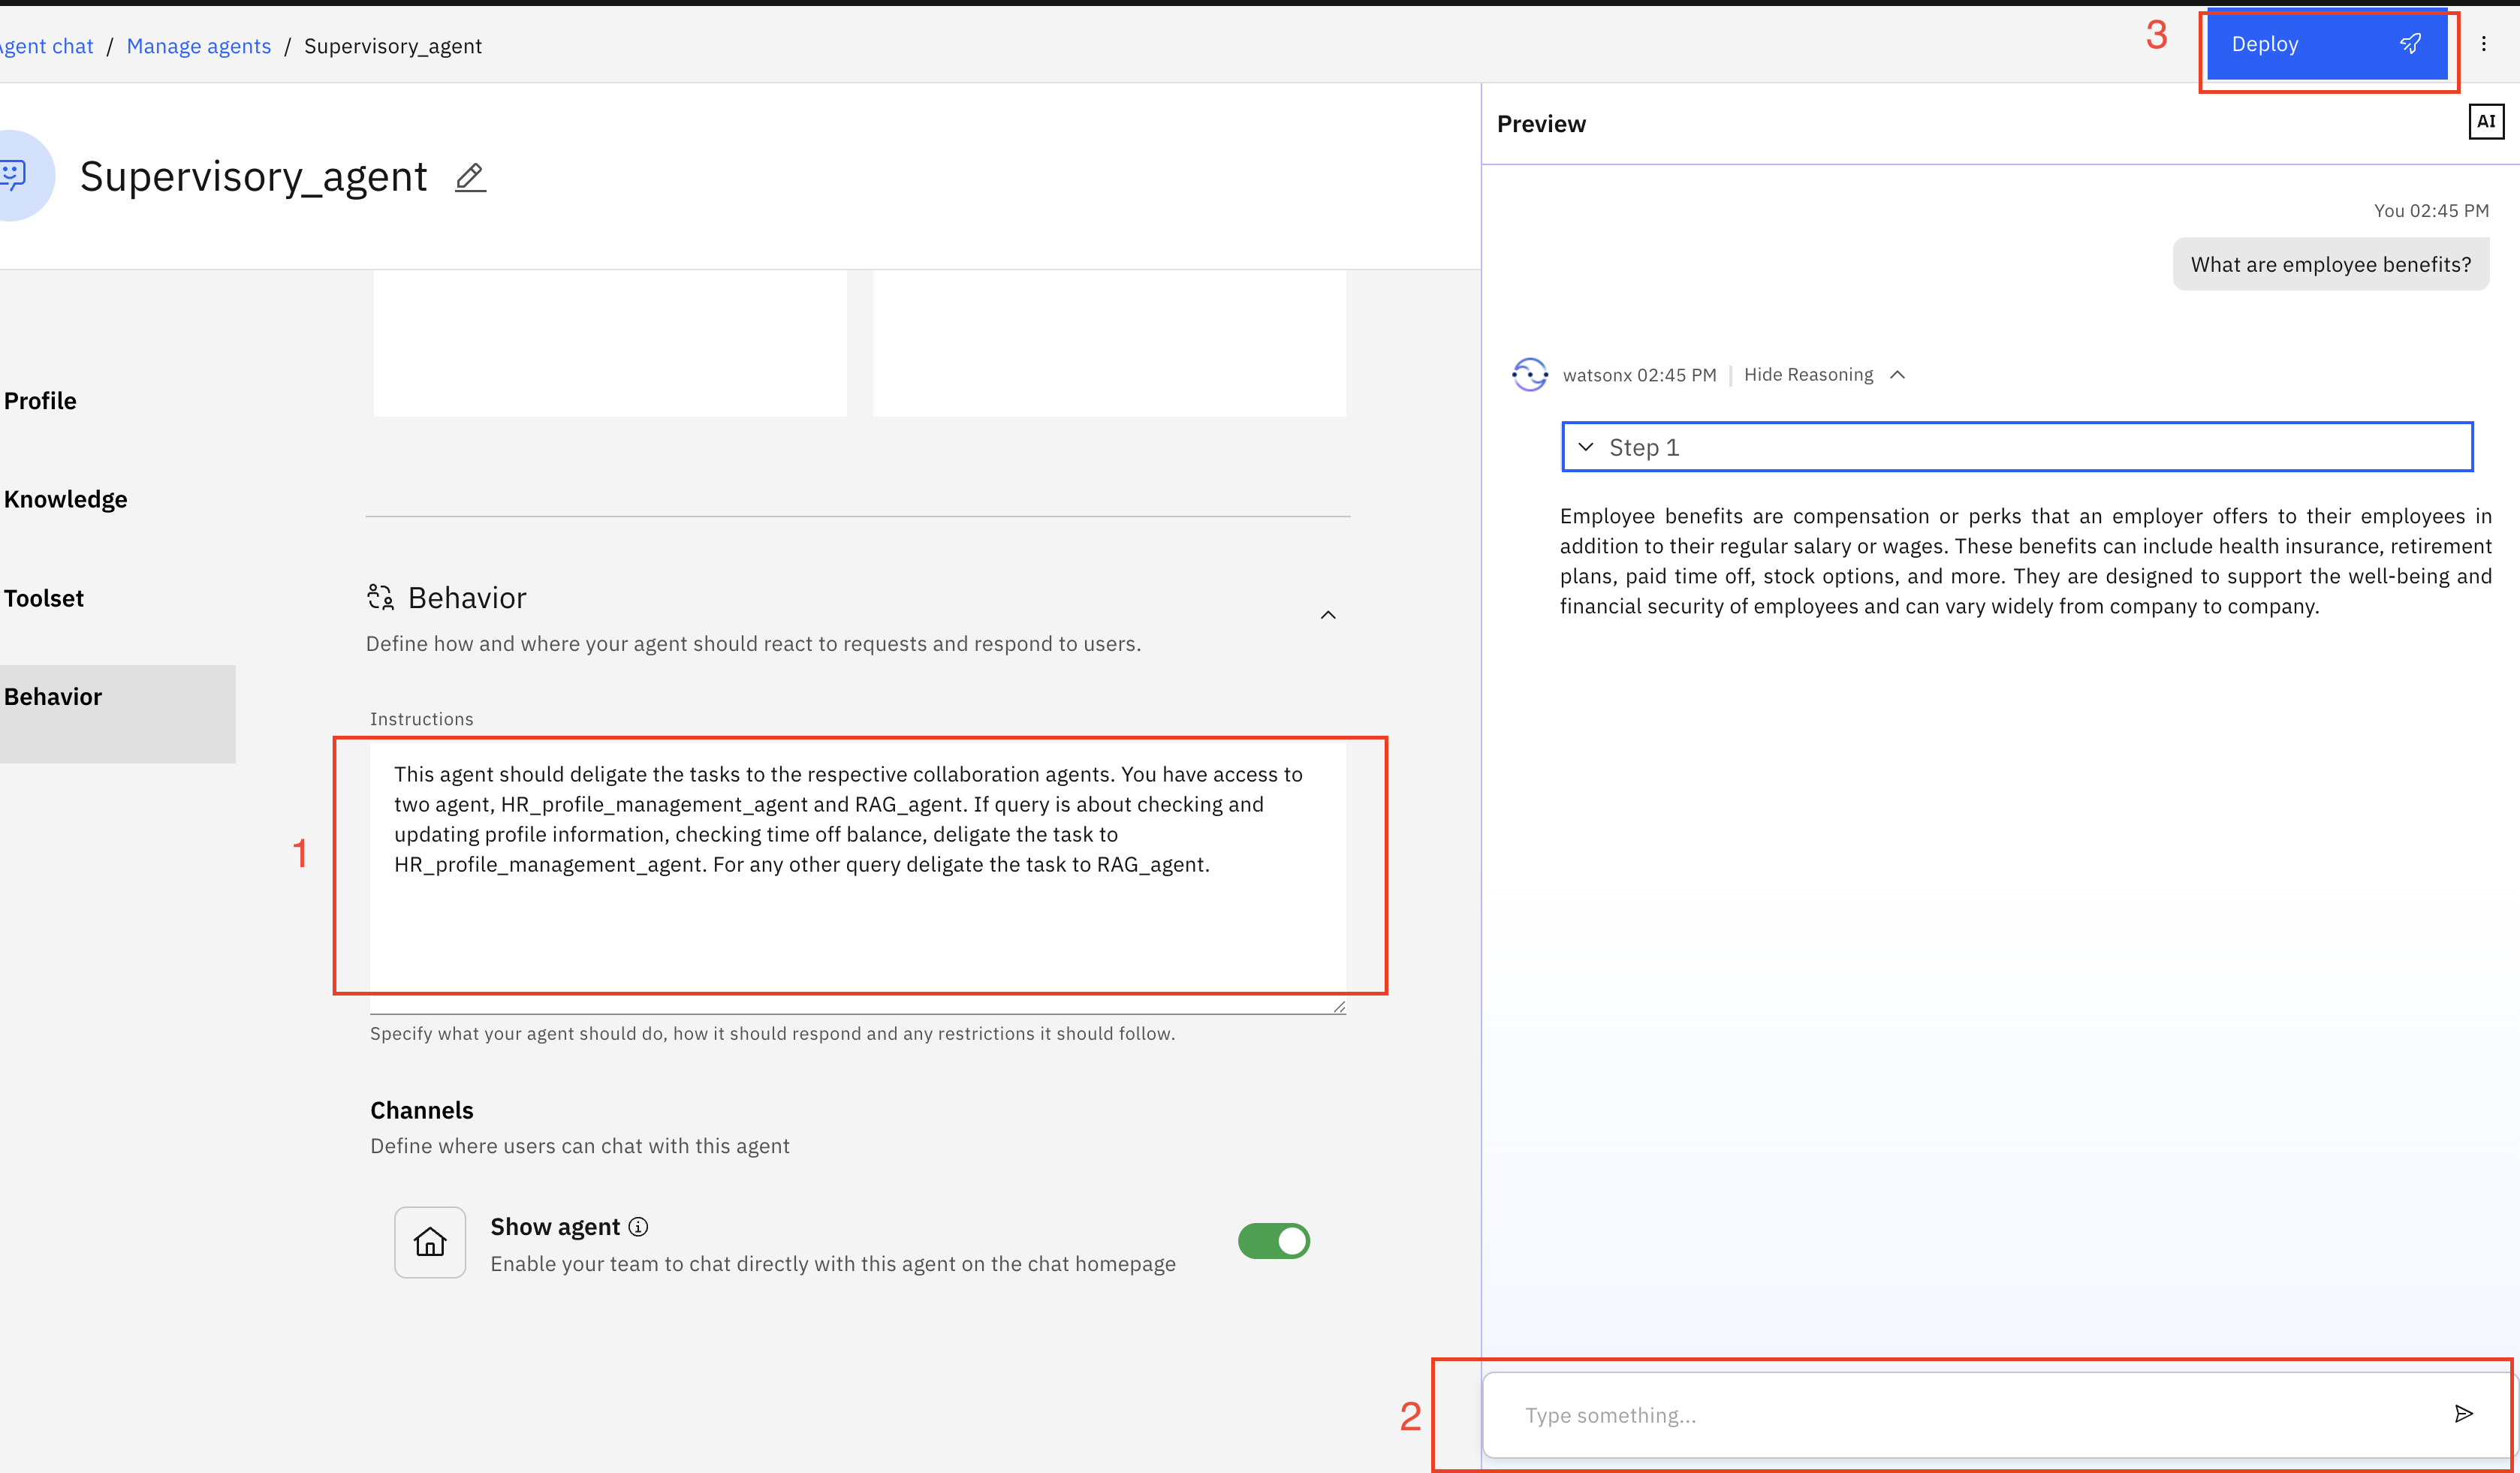 gent chat / Manage agents / Supervisory_agent
3
Deploy
Supervisory_agent
Profile
Knowledge
Toolset
Behavior
Behavior
Define how and where your agent should react to requests and respond to users.
Instructions
1
This agent should deligate the tasks to the respective collaboration agents. You have access to
two agent, HR_profile_management_agent and RAG_agent. If query is about checking and
updating profile information, checking time off balance, deligate the task to
HR_profile_management_agent. For any other query deligate the task to RAG_agent.
Specify what your agent should do, how it should respond and any restrictions it should follow.
Channels
Define where users can chat with this agent
Show agent
Enable your team to chat directly with this agent on the chat homepage
Preview
AI
You 02:45 PM
What are employee benefits?
watsonx 02:45 PM | Hide Reasoning
Step 1
Employee benefits are compensation or perks that an employer offers to their employees in
addition to their regular salary or wages. These benefits can include health insurance, retirement
plans, paid time off, stock options, and more. They are designed to support the well-being and
financial security of employees and can vary widely from company to company.
2
Type something...